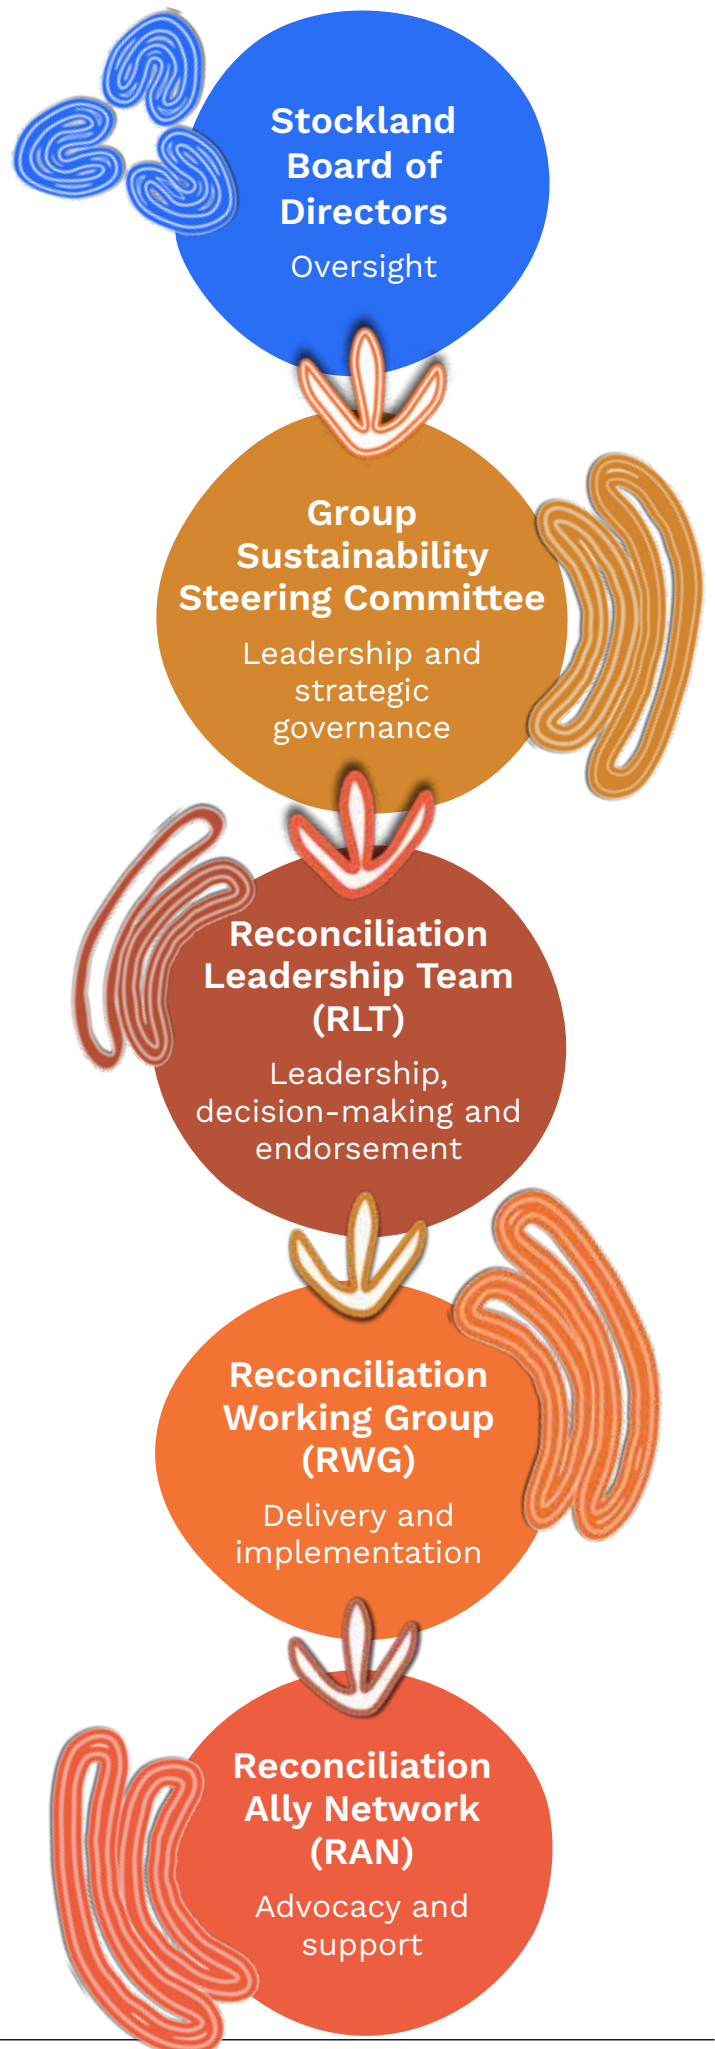 Stockland
Board of
Directors
Oversight
Group
Sustainability
Steering Committee
Leadership and
strategic
governance
Reconciliation
Leadership Team
(RLT)
Leadership,
decision-making and
endorsement
Reconciliation
Working Group
(RWG)
Delivery and
implementation
Reconciliation
Ally Network
(RAN)
Advocacy and
support